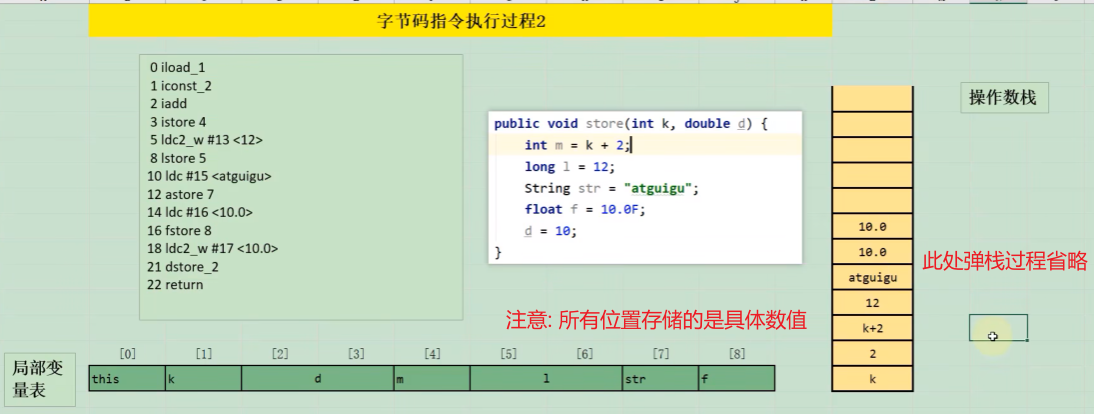 字节码指令执行过程2
0 iload_1
1 iconst_2
2 iadd
3 istore 4
5 ldc2_w #13 <12>
8 lstore 5
10 ldc #15 <atguigu>
12 astore 7
14 ldc #16 <10.0>
16 fstore 8
18 ldc2_w #17 <10.0>
21 dstore_2
22 return
public void store(int k, double d) {
int m = k + 2;
long l = 12;
String str = "atguigu";
float f = 10.0F;
d = 10;
}
操作数栈
10.0
10.0
atguigu
12
k+2
2
k
此处弹栈过程省略
注意: 所有位置存储的是具体数值
局部变
量表
[0] [1] [2] [3] [4] [5] [6] [7] [8]
this k d m l str f